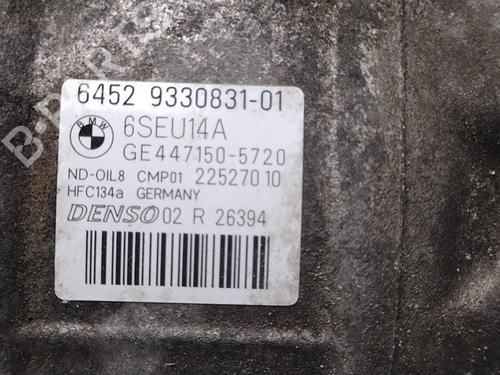 6452 9330831-01
BMW
6SEU14A
GE447150-5720
ND-OIL8 CMP01 22527010
HFC134a GERMANY
DENSO 02 R 26394